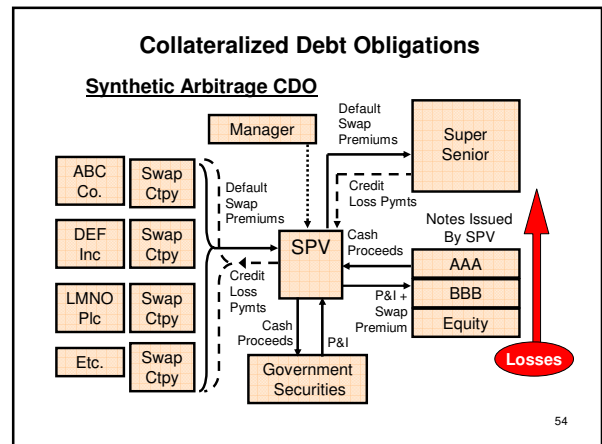 Collateralized Debt Obligations
Synthetic Arbitrage CDO
Manager
Default
Swap
Premiums
Super
Senior
ABC
Co.
Swap
Ctpy
Default
Swap
Premiums
Credit
Loss Pymts
DEF
Inc
Swap
Ctpy
SPV
Cash
Proceeds
Notes Issued
By SPV
AAA
BBB
Equity
LMNO
Plc
Swap
Ctpy
Credit
Loss
Pymts
P&I +
Swap
Premium
Etc.
Swap
Ctpy
Cash
Proceeds
P&I
Government
Securities
Losses
54